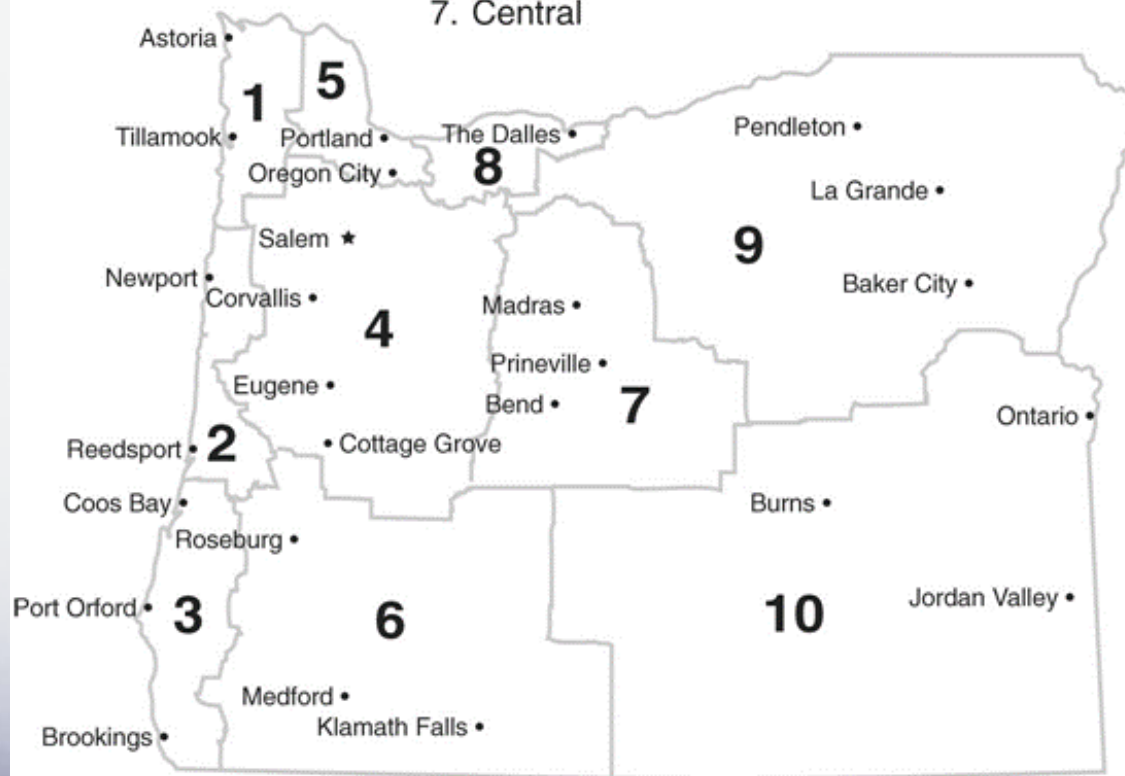 7. Central
Astoria
5
1
Tillamook
Portland
The Dalles
Pendleton
8
Oregon City
La Grande
Salem
9
Newport
Corvallis
Madras
Baker City
4
Prineville
Eugene
Bend
7
Ontario
Reedsport
2
Cottage Grove
Coos Bay
Burns
Roseburg
Port Orford
3
6
10
Jordan Valley
Medford
Klamath Falls
Brookings